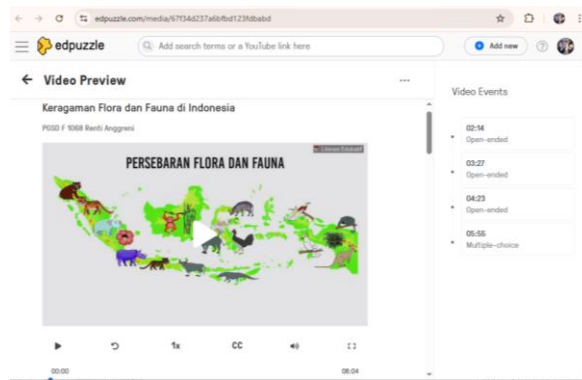 edpuzzle.com/media/67f34d237a6bfbd123fdbabd
edpuzzle
Add search terms or a YouTube link here
Add new
Video Preview
Keragaman Flora dan Fauna di Indonesia
PGSD F 1068 Renti Anggreni
Literasi Edukatif
PERSEBARAN FLORA DAN FAUNA
1x
CC
00:00
08:04
Video Events
02:14
Open-ended
03:27
Open-ended
04:23
Open-ended
05:55
Multiple-choice